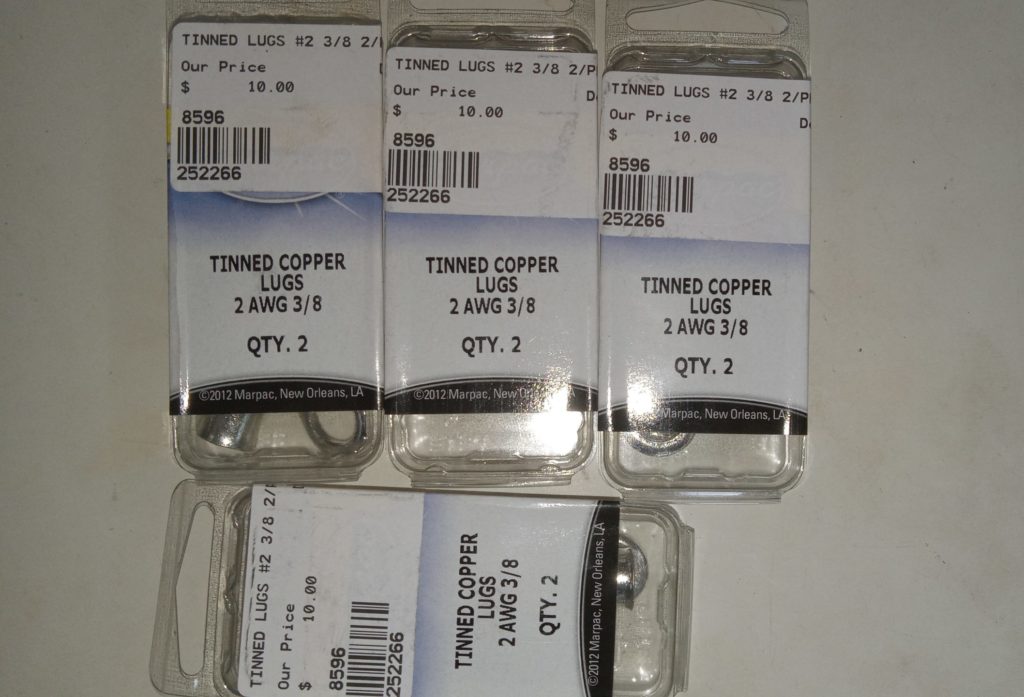 TINNED LUGS #2 3/8 2/P
Our Price
$ 10.00
8596
252266
TINNED COPPER
LUGS
2 AWG 3/8
QTY. 2
©2012 Marpac, New Orleans, LA
TINNED LUGS #2 3/8 2/P
Our Price
$ 10.00
8596
252266
TINNED COPPER
LUGS
2 AWG 3/8
QTY. 2
©2012 Marpac, New Orleans, LA
TINNED LUGS #2 3/8 2/P
Our Price
$ 10.00
8596
252266
TINNED COPPER
LUGS
2 AWG 3/8
QTY. 2
Marpac, New Orleans, LA
TINNED LUGS #2 3/8 2/P
Our Price
$ 10.00
8596
252266
TINNED COPPER
LUGS
2 AWG 3/8
QTY. 2
©2012 Marpac, New Orleans, LA